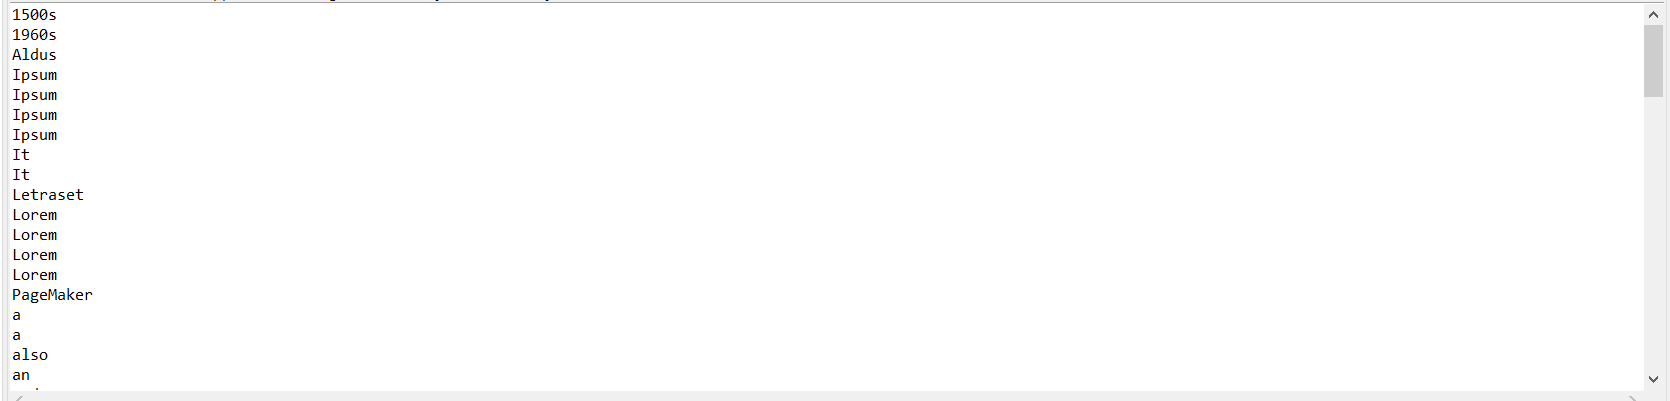 1500s
1960s
Aldus
Ipsum
Ipsum
Ipsum
Ipsum
It
It
Letraset
Lorem
Lorem
Lorem
Lorem
PageMaker
a
a
also
an